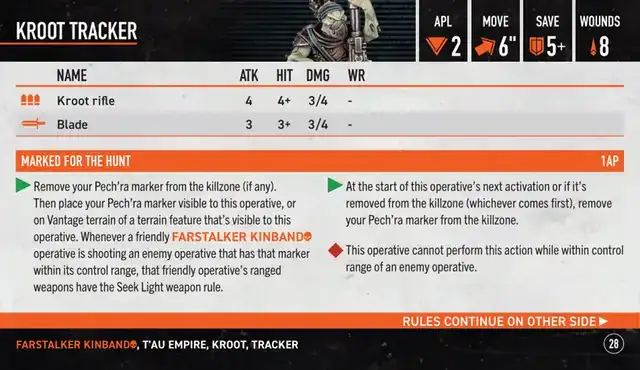 KROOT TRACKER
APL MOVE SAVE WOUNDS
2 6" 5+ 8
NAME ATK HIT DMG WR
Kroot rifle 4 4+ 3/4 -
Blade 3 3+ 3/4 -
MARKED FOR THE HUNT 1AP
Remove your Pech'ra marker from the killzone (if any).
Then place your Pech'ra marker visible to this operative, or
on Vantage terrain of a terrain feature that's visible to this
operative. Whenever a friendly FARSTALKER KINBAND
operative is shooting an enemy operative that has that marker
within its control range, that friendly operative's ranged
weapons have the Seek Light weapon rule.
At the start of this operative's next activation or if it's
removed from the killzone (whichever comes first), remove
your Pech'ra marker from the killzone.
This operative cannot perform this action while within control
range of an enemy operative.
RULES CONTINUE ON OTHER SIDE
FARSTALKER KINBAND, T'AU EMPIRE, KROOT, TRACKER
28